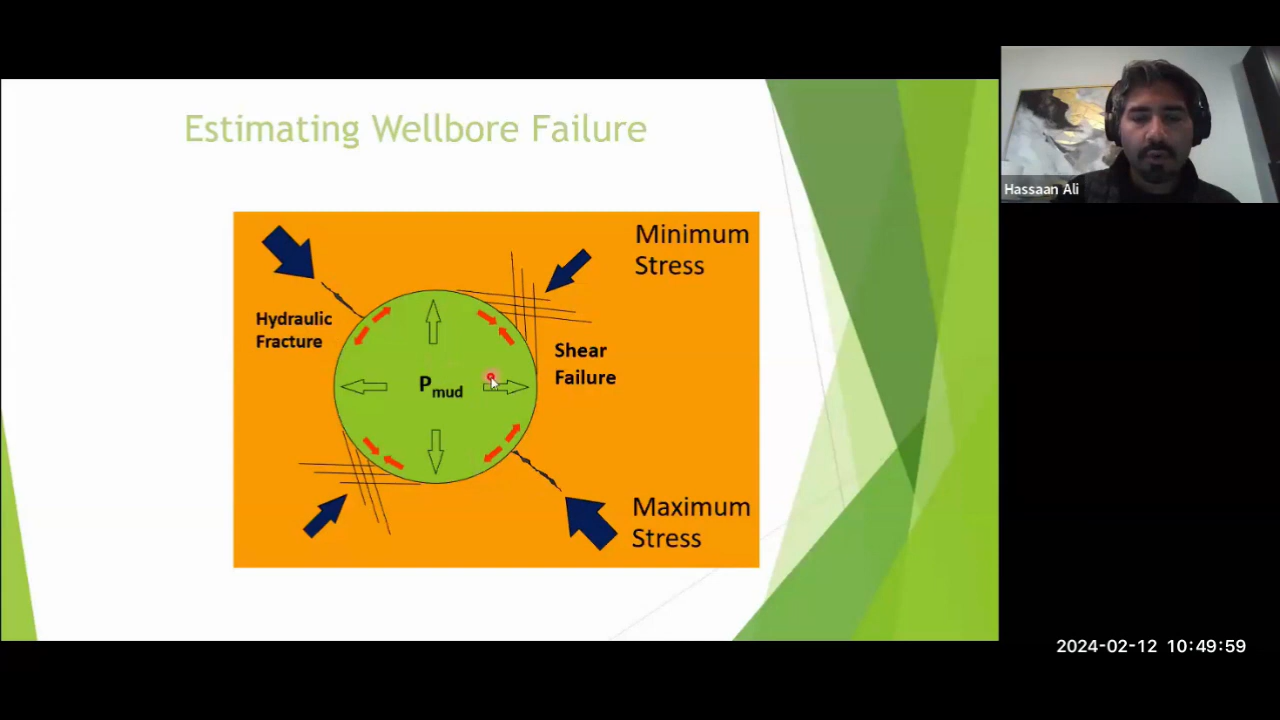 Estimating Wellbore Failure
Hassaan Ali
Minimum
Stress
Hydraulic
Fracture
Shear
Failure
Pmud
Maximum
Stress
2024-02-12 10:49:59